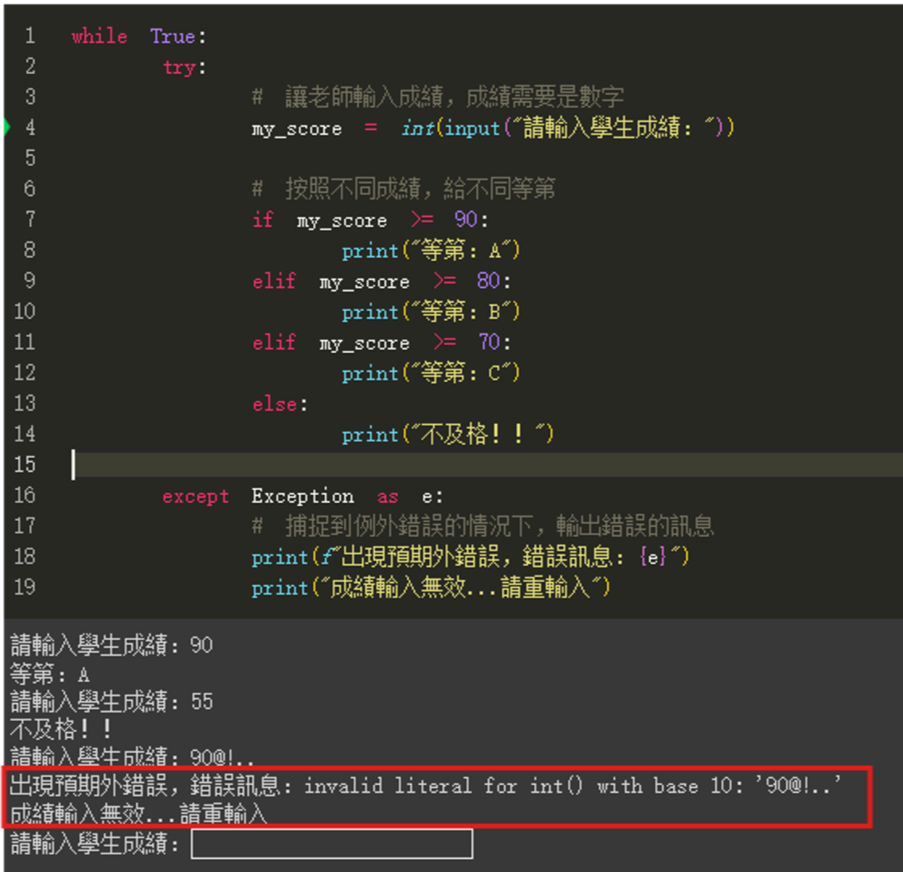 1 while True:
2 try:
3 # 讓老師輸入成績，成績需要是數字
4 my_score = int(input("請輸入學生成績："))
5
6 # 按照不同成績，給不同等第
7 if my_score >= 90:
8 print("等第：A")
9 elif my_score >= 80:
10 print("等第：B")
11 elif my_score >= 70:
12 print("等第：C")
13 else:
14 print("不及格！！")
15
16 except Exception as e:
17 # 捕捉到例外錯誤的情況下，輸出錯誤的訊息
18 print(f"出現預期外錯誤，錯誤訊息：{e}")
19 print("成績輸入無效...請重輸入")
請輸入學生成績：90
等第：A
請輸入學生成績：55
不及格！！
請輸入學生成績：90@!..
出現預期外錯誤，錯誤訊息：invalid literal for int() with base 10: '90@!..'
成績輸入無效...請重輸入
請輸入學生成績：